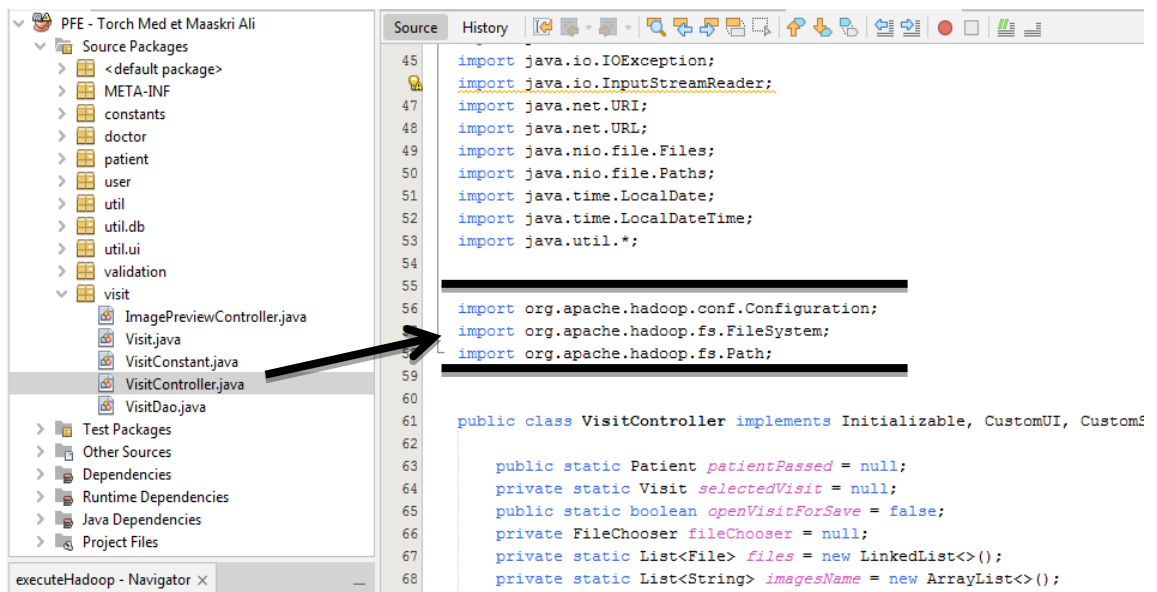 PFE - Torch Med et Maaskri Ali
Source Packages
<default package>
META-INF
constants
doctor
patient
user
util
util.db
util.ui
validation
visit
ImagePreviewController.java
Visit.java
VisitConstant.java
VisitController.java
VisitDao.java
Test Packages
Other Sources
Dependencies
Runtime Dependencies
Java Dependencies
Project Files
executeHadoop - Navigator ×
Source History
45 import java.io.IOException;
import java.io.InputStreamReader;
47 import java.net.URI;
48 import java.net.URL;
49 import java.nio.file.Files;
50 import java.nio.file.Paths;
51 import java.time.LocalDate;
52 import java.time.LocalDateTime;
53 import java.util.*;
54
55
56 import org.apache.hadoop.conf.Configuration;
import org.apache.hadoop.fs.FileSystem;
import org.apache.hadoop.fs.Path;
59
60
61 public class VisitController implements Initializable, CustomUI, CustomS
62
63 public static Patient patientPassed = null;
64 private static Visit selectedVisit = null;
65 public static boolean openVisitForSave = false;
66 private FileChooser fileChooser = null;
67 private static List<File> files = new LinkedList<>();
68 private static List<String> imagesName = new ArrayList<>();